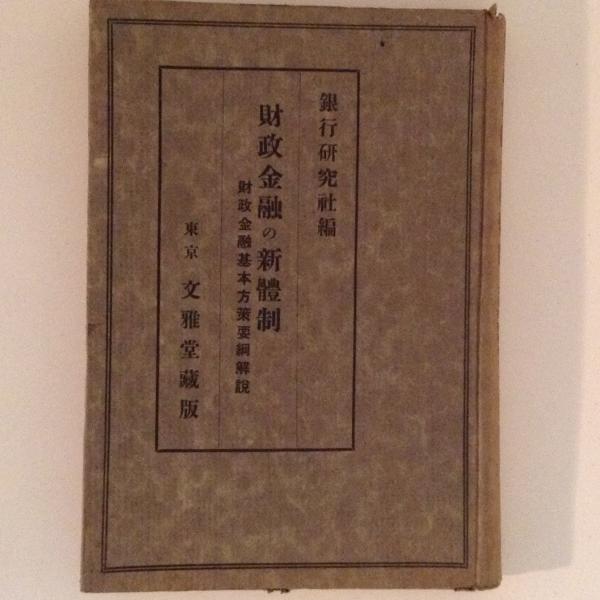 銀行研究社編
財政金融の新體制
財政金融基本方策要綱解說
東京 文雅堂藏版